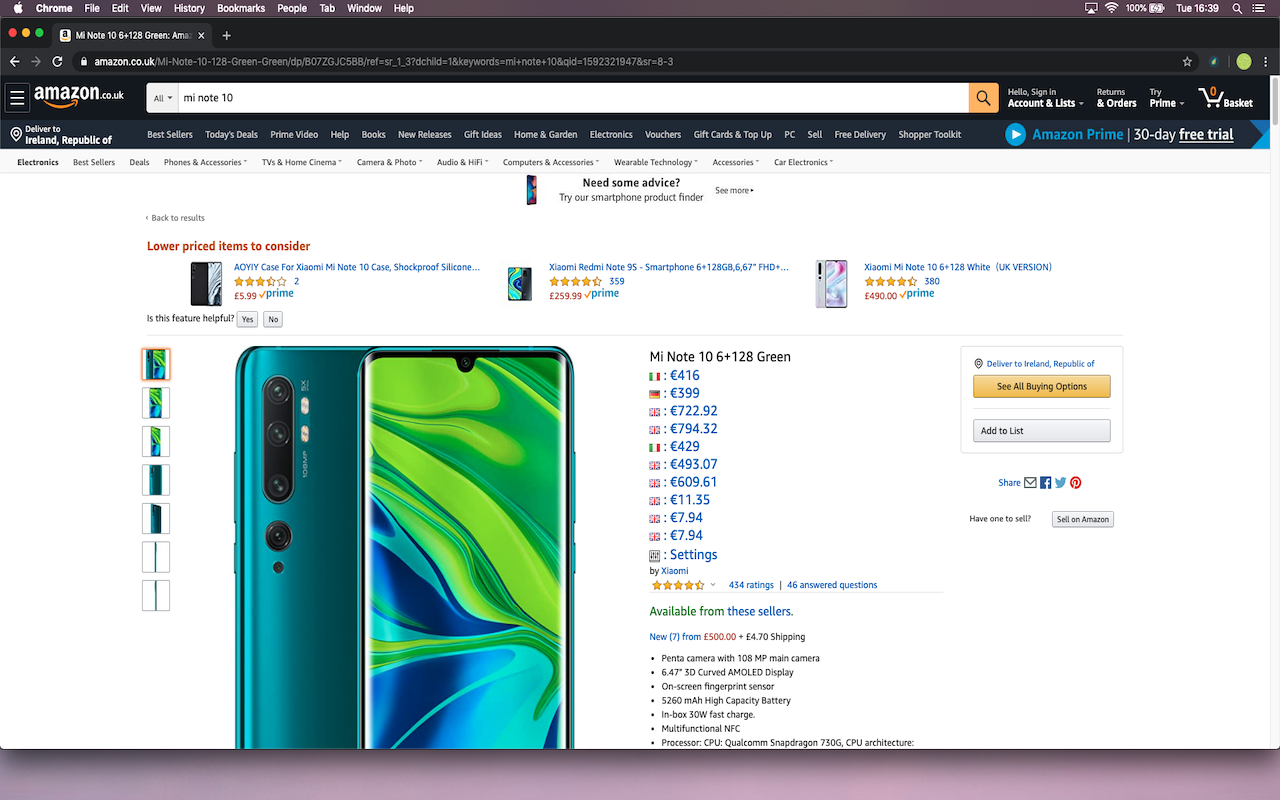 Chrome File Edit View History Bookmarks People Tab Window Help 100% Tue 16:39
Mi Note 10 6+128 Green: Ama
amazon.co.uk/Mi-Note-10-128-Green-Green/dp/B07ZGJC5BB/ref=sr_1_3?dchild=1&keywords=mi+note+10&qid=1592321947&sr=8-3
amazon.co.uk All mi note 10 Hello, Sign in Account & Lists Returns & Orders Try Prime 0 Basket
Deliver to
Ireland, Republic of
Best Sellers Today's Deals Prime Video Help Books New Releases Gift Ideas Home & Garden Electronics Vouchers Gift Cards & Top Up PC Sell Free Delivery Shopper Toolkit Amazon Prime | 30-day free trial
Electronics Best Sellers Deals Phones & Accessories TVs & Home Cinema Camera & Photo Audio & HiFi Computers & Accessories Wearable Technology Accessories Car Electronics
Need some advice?
Try our smartphone product finder
See more
‹ Back to results
Lower priced items to consider
AOYIY Case For Xiaomi Mi Note 10 Case, Shockproof Silicone...
2
£5.99 prime
Xiaomi Redmi Note 9S - Smartphone 6+128GB,6,67" FHD+...
359
£259.99 prime
Xiaomi Mi Note 10 6+128 White (UK VERSION)
380
£490.00 prime
Is this feature helpful? Yes No
5X
108MP
Mi Note 10 6+128 Green
: €416
: €399
: €722.92
: €794.32
: €429
: €493.07
: €609.61
: €11.35
: €7.94
: €7.94
: Settings
by Xiaomi
434 ratings | 46 answered questions
Available from these sellers.
New (7) from £500.00 + £4.70 Shipping
• Penta camera with 108 MP main camera
• 6.47" 3D Curved AMOLED Display
• On-screen fingerprint sensor
• 5260 mAh High Capacity Battery
• In-box 30W fast charge.
• Multifunctional NFC
• Processor: CPU: Qualcomm Snapdragon 730G, CPU architecture:
Deliver to Ireland, Republic of
See All Buying Options
Add to List
Share
Have one to sell? Sell on Amazon